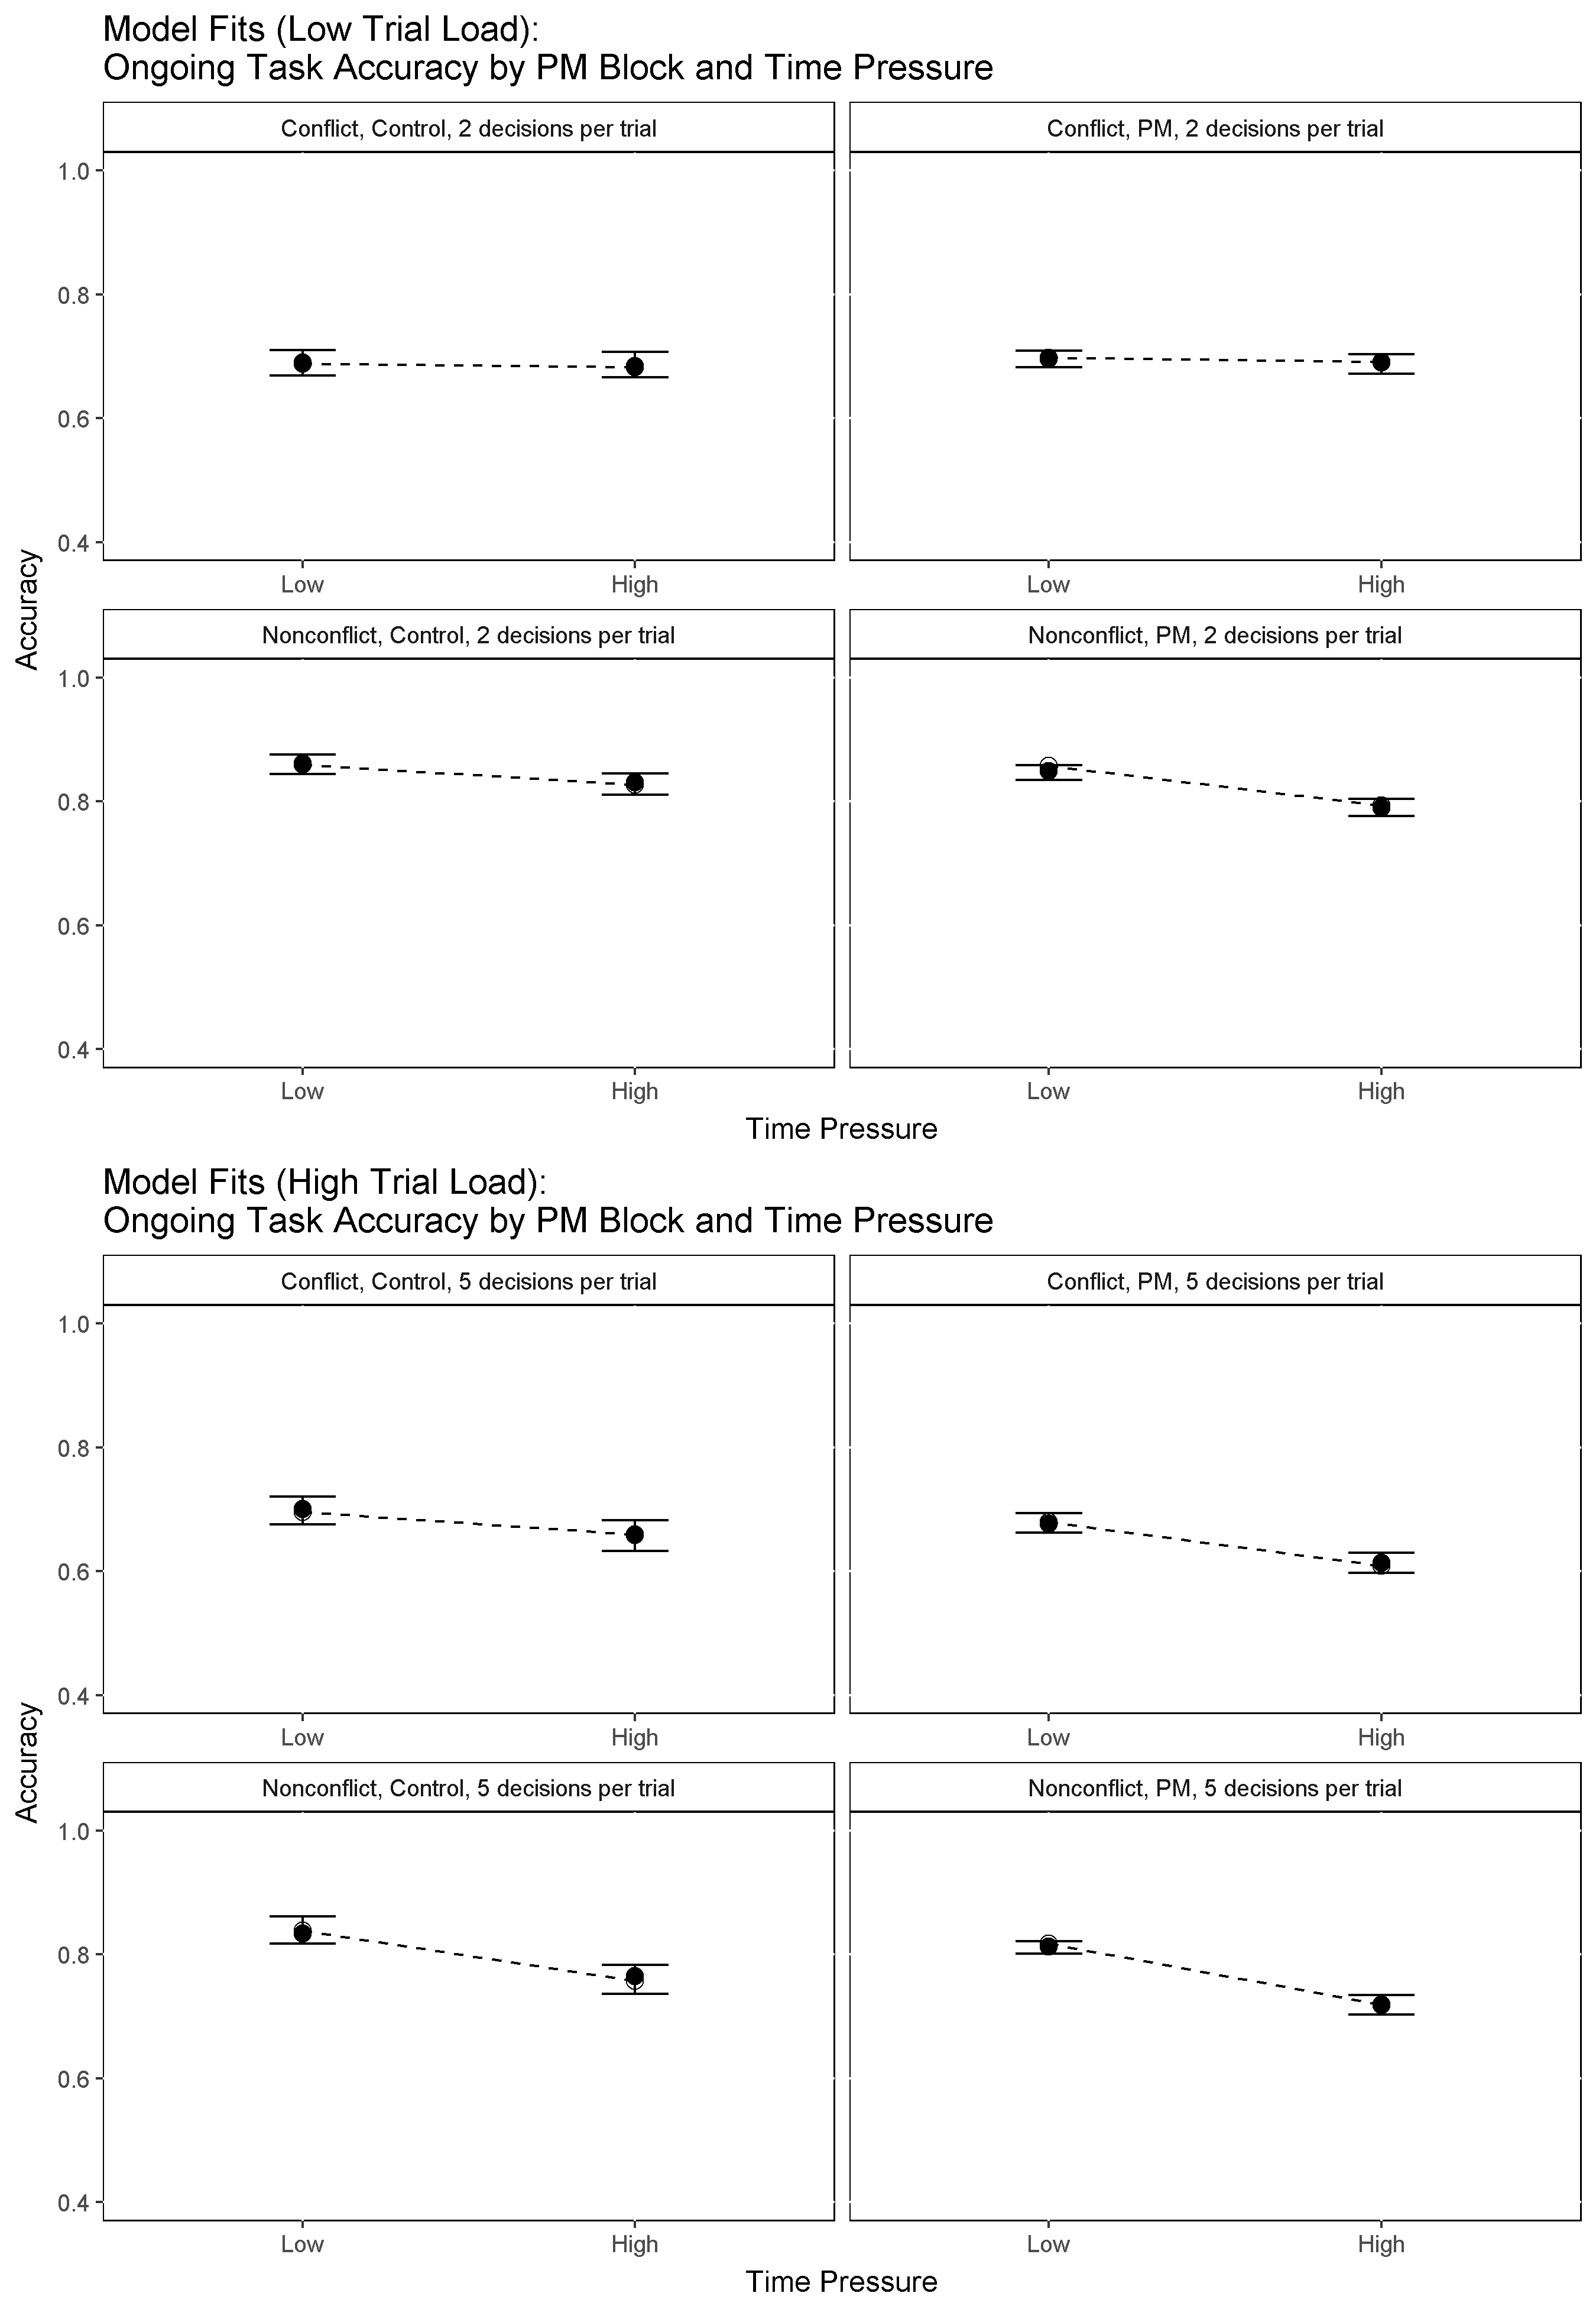 Model Fits (Low Trial Load):
Ongoing Task Accuracy by PM Block and Time Pressure
Conflict, Control, 2 decisions per trial
Conflict, PM, 2 decisions per trial
1.0
0.8
0.6
0.4
Low
High
Low
High
Accuracy
Nonconflict, Control, 2 decisions per trial
Nonconflict, PM, 2 decisions per trial
1.0
0.8
0.6
0.4
Low
High
Low
High
Time Pressure
Model Fits (High Trial Load):
Ongoing Task Accuracy by PM Block and Time Pressure
Conflict, Control, 5 decisions per trial
Conflict, PM, 5 decisions per trial
1.0
0.8
0.6
0.4
Low
High
Low
High
Accuracy
Nonconflict, Control, 5 decisions per trial
Nonconflict, PM, 5 decisions per trial
1.0
0.8
0.6
0.4
Low
High
Low
High
Time Pressure